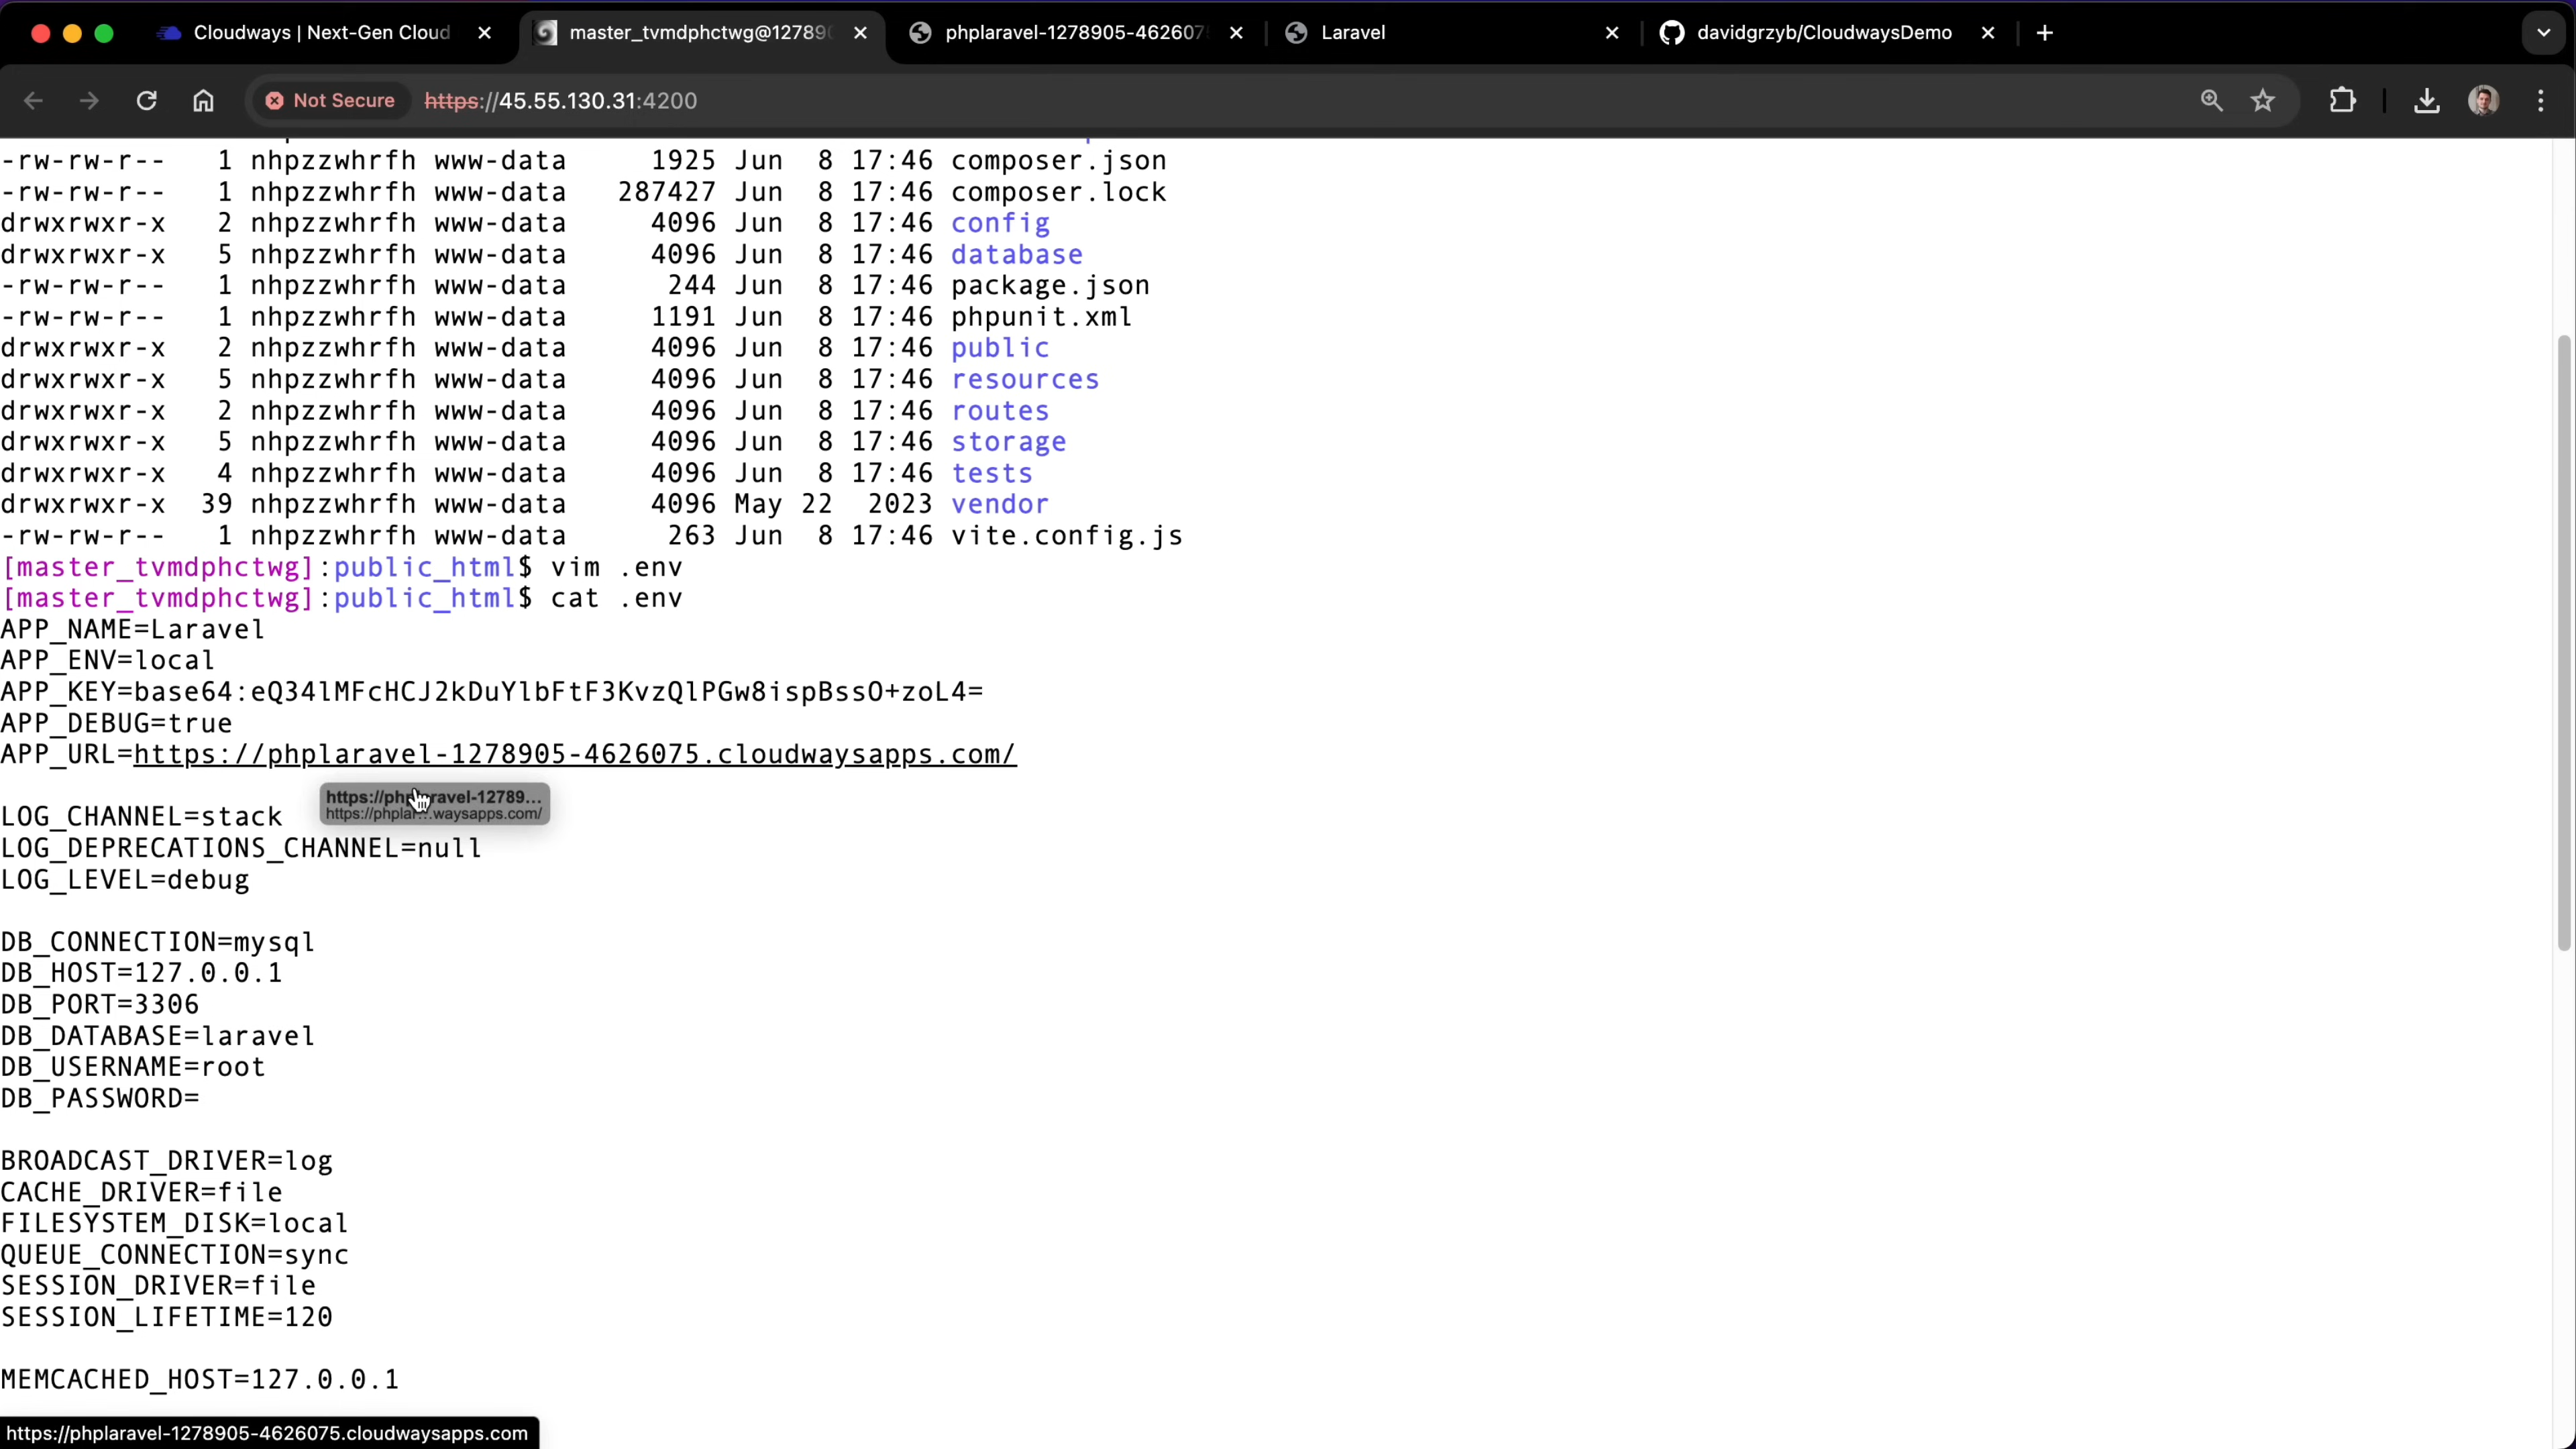 Cloudways | Next-Gen Cloud
master_tvmdphctwg@12789
phplaravel-1278905-462607
Laravel
davidgrzyb/CloudwaysDemo
Not Secure https://45.55.130.31:4200
-rw-rw-r-- 1 nhpzzwhrfh www-data 1925 Jun 8 17:46 composer.json
-rw-rw-r-- 1 nhpzzwhrfh www-data 287427 Jun 8 17:46 composer.lock
drwxrwxr-x 2 nhpzzwhrfh www-data 4096 Jun 8 17:46 config
drwxrwxr-x 5 nhpzzwhrfh www-data 4096 Jun 8 17:46 database
-rw-rw-r-- 1 nhpzzwhrfh www-data 244 Jun 8 17:46 package.json
-rw-rw-r-- 1 nhpzzwhrfh www-data 1191 Jun 8 17:46 phpunit.xml
drwxrwxr-x 2 nhpzzwhrfh www-data 4096 Jun 8 17:46 public
drwxrwxr-x 5 nhpzzwhrfh www-data 4096 Jun 8 17:46 resources
drwxrwxr-x 2 nhpzzwhrfh www-data 4096 Jun 8 17:46 routes
drwxrwxr-x 5 nhpzzwhrfh www-data 4096 Jun 8 17:46 storage
drwxrwxr-x 4 nhpzzwhrfh www-data 4096 Jun 8 17:46 tests
drwxrwxr-x 39 nhpzzwhrfh www-data 4096 May 22 2023 vendor
-rw-rw-r-- 1 nhpzzwhrfh www-data 263 Jun 8 17:46 vite.config.js
[master_tvmdphctwg]:public_html$ vim .env
[master_tvmdphctwg]:public_html$ cat .env
APP_NAME=Laravel
APP_ENV=local
APP_KEY=base64:eQ34lMFcHCJ2kDuYlbFtF3KvzQlPGw8ispBssO+zoL4=
APP_DEBUG=true
APP_URL=https://phplaravel-1278905-4626075.cloudwaysapps.com/
https://phplaravel-12789...
https://phplar....waysapps.com/
LOG_CHANNEL=stack
LOG_DEPRECATIONS_CHANNEL=null
LOG_LEVEL=debug
DB_CONNECTION=mysql
DB_HOST=127.0.0.1
DB_PORT=3306
DB_DATABASE=laravel
DB_USERNAME=root
DB_PASSWORD=
BROADCAST_DRIVER=log
CACHE_DRIVER=file
FILESYSTEM_DISK=local
QUEUE_CONNECTION=sync
SESSION_DRIVER=file
SESSION_LIFETIME=120
MEMCACHED_HOST=127.0.0.1
https://phplaravel-1278905-4626075.cloudwaysapps.com